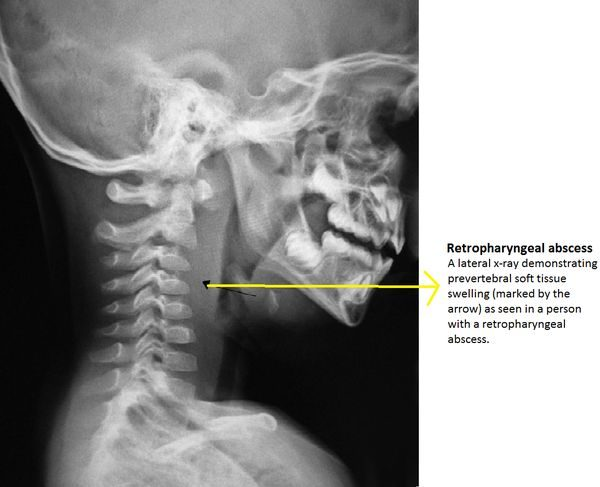 Retropharyngeal abscess
A lateral x-ray demonstrating
prevertebral soft tissue
swelling (marked by the
arrow) as seen in a person
with a retropharyngeal
abscess.